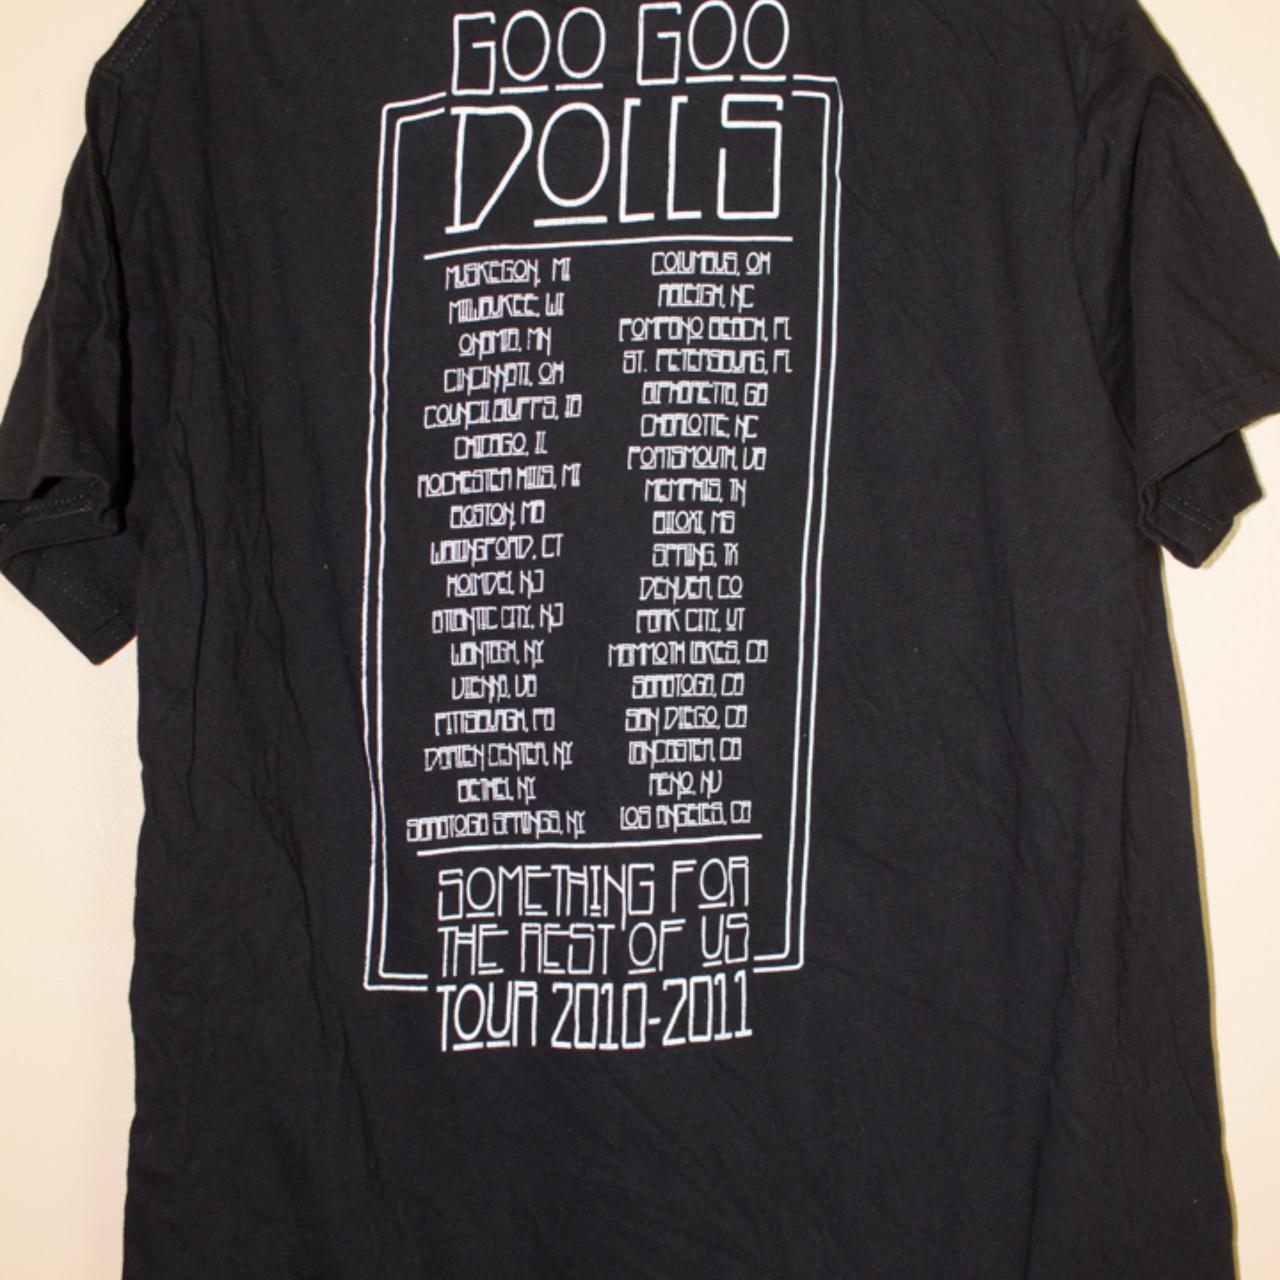 GOO GOO
DOLLS
MUSKEGON, MI
MILWAUKEE, WI
ONAMIA, MN
CINCINNATI, OH
COUNCIL BLUFFS, IA
CHICAGO, IL
ROCHESTER HILLS, MI
BOSTON, MA
WALLINGFORD, CT
HOLMDEL, NJ
ATLANTIC CITY, NJ
WANTAGH, NY
VIENNA, VA
PITTSBURGH, PA
DARIEN CENTER, NY
BETHEL, NY
SARATOGA SPRINGS, NY
COLUMBUS, OH
RALEIGH, NC
POMPANO BEACH, FL
ST. PETERSBURG, FL
ALPHARETTA, GA
CHARLOTTE, NC
PORTSMOUTH, VA
MEMPHIS, TN
BILOXI, MS
SPRING, TX
DENVER, CO
PARK CITY, UT
MAMMOTH LAKES, CA
SARATOGA, CA
SAN DIEGO, CA
LANCASTER, CA
RENO, NV
LOS ANGELES, CA
SOMETHING FOR
THE REST OF US
TOUR 2010-2011